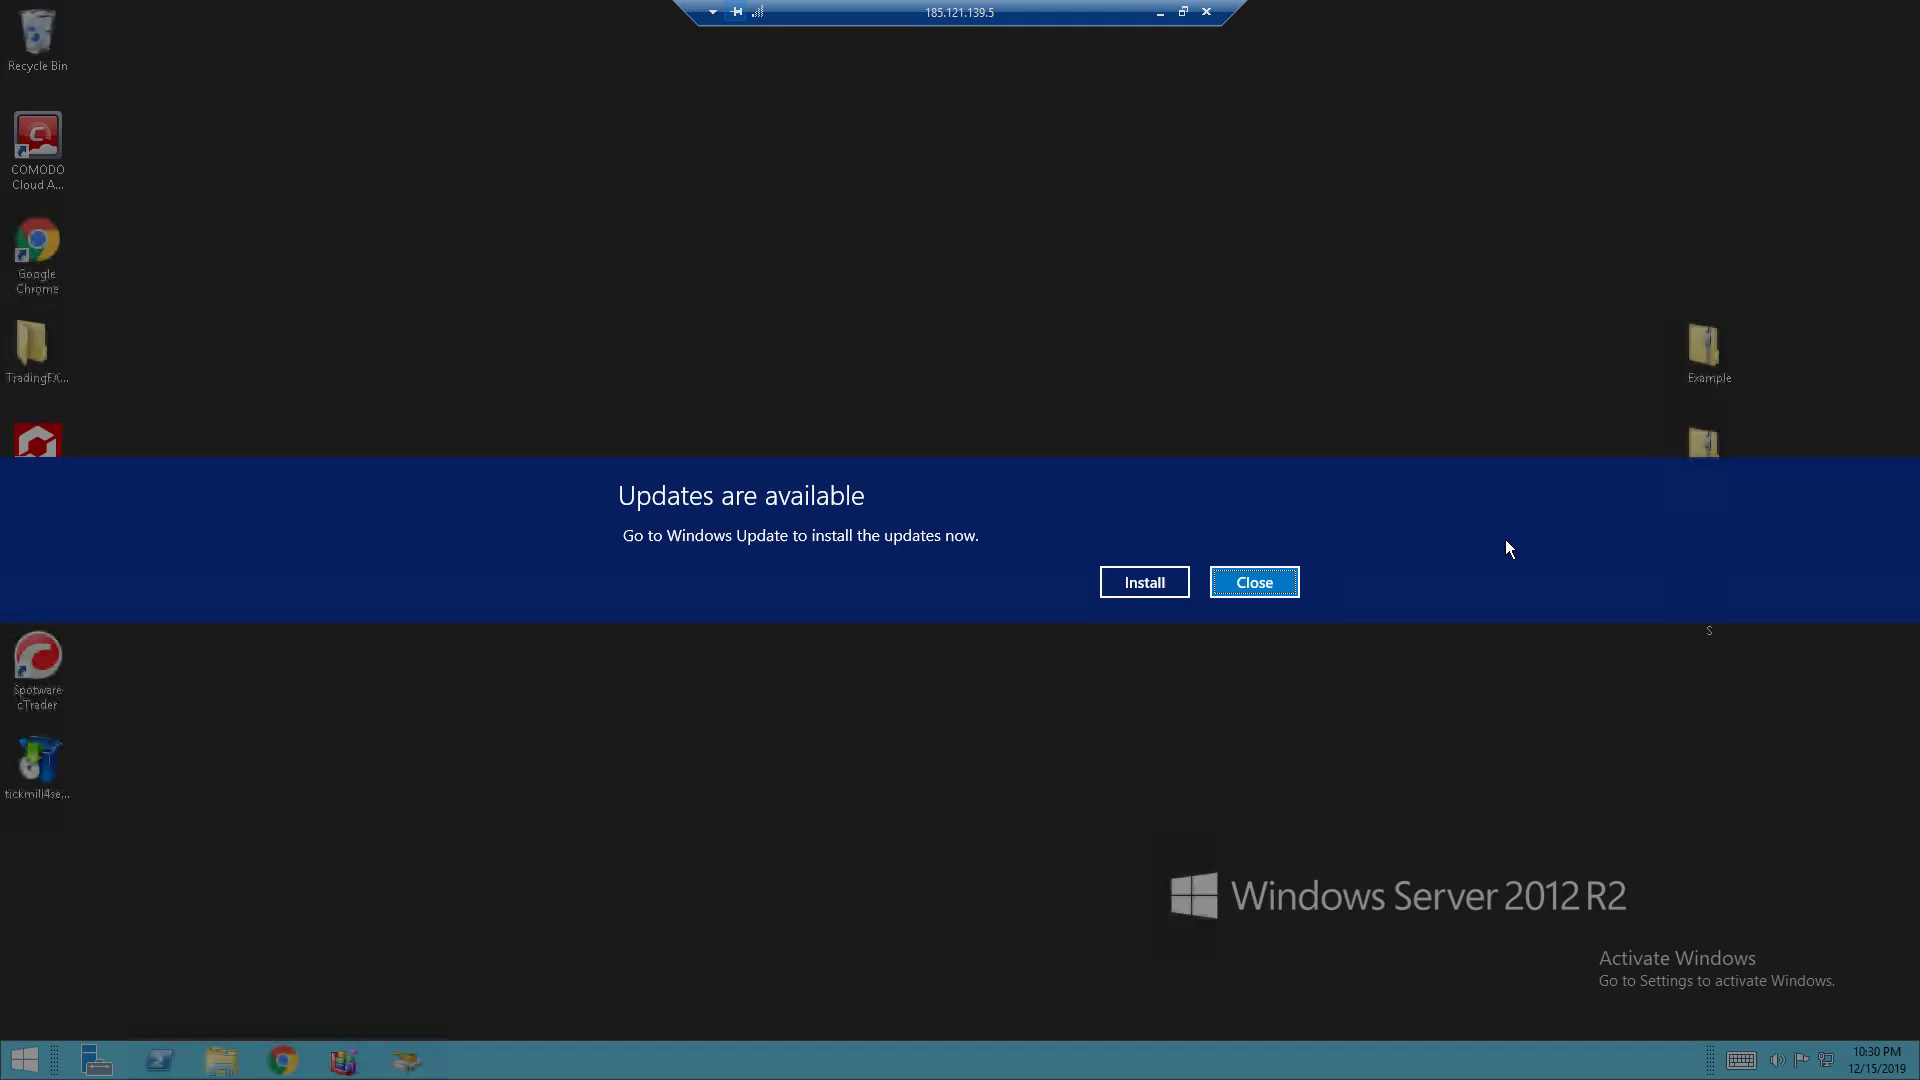 185.121.139.5
Recycle Bin
COMODO
Cloud A...
Google
Chrome
TradingFX...
Example
Updates are available
Go to Windows Update to install the updates now.
Install
Close
S
Spotware
cTrader
tickmill4se...
Windows Server 2012 R2
Activate Windows
Go to Settings to activate Windows.
10:30 PM
12/15/2019